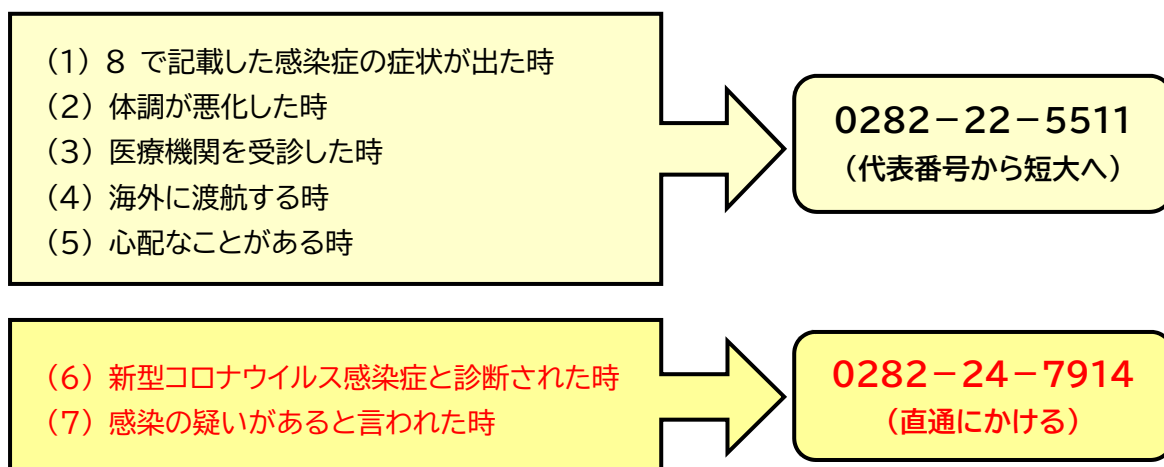 （1）8 で記載した感染症の症状が出た時
（2）体調が悪化した時
（3）医療機関を受診した時
（4）海外に渡航する時
（5）心配なことがある時
0282－22－5511
（代表番号から短大へ）
（6）新型コロナウイルス感染症と診断された時
（7）感染の疑いがあると言われた時
0282－24－7914
（直通にかける）